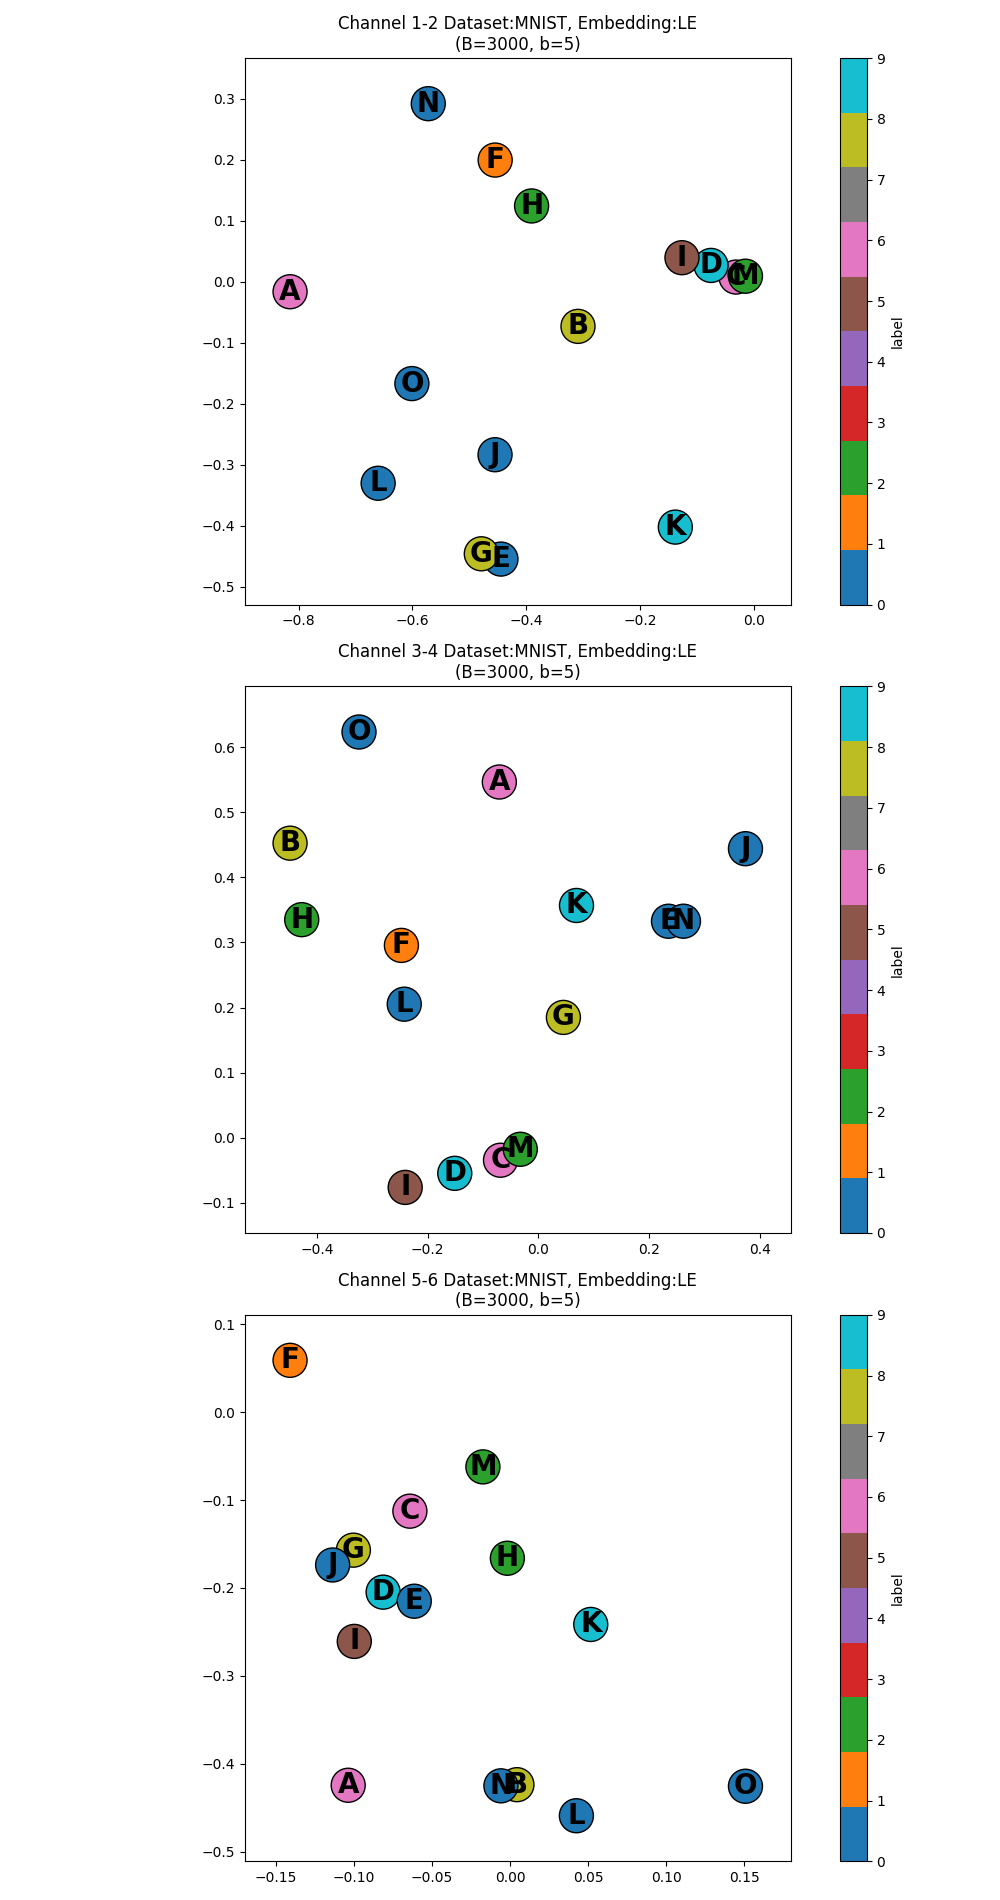 Channel 1-2 Dataset:MNIST, Embedding:LE
(B=3000, b=5)
0.3
0.2
0.1
0.0
−0.1
−0.2
−0.3
−0.4
−0.5
−0.8 −0.6 −0.4 −0.2 0.0
N
F
H
I D C M
A
B
O
J
L
K
G E
9
8
7
6
5
4
3
2
1
0
label
Channel 3-4 Dataset:MNIST, Embedding:LE
(B=3000, b=5)
0.6
0.5
0.4
0.3
0.2
0.1
0.0
−0.1
−0.4 −0.2 0.0 0.2 0.4
O
A
B
J
K
H
E N
F
L
G
M
C
D
I
9
8
7
6
5
4
3
2
1
0
label
Channel 5-6 Dataset:MNIST, Embedding:LE
(B=3000, b=5)
0.1
0.0
−0.1
−0.2
−0.3
−0.4
−0.5
−0.15 −0.10 −0.05 0.00 0.05 0.10 0.15
F
M
C
G
H
J
D
E
K
I
A N B O
L
9
8
7
6
5
4
3
2
1
0
label